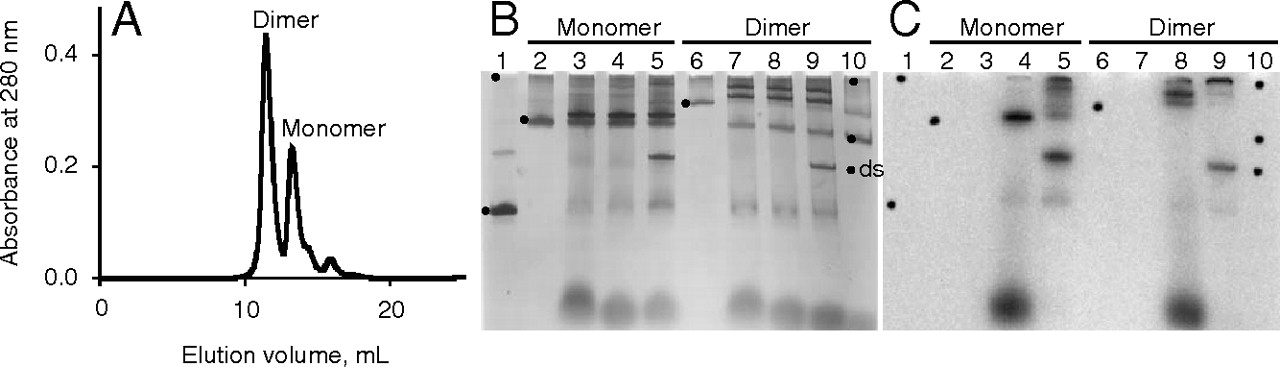 A
Dimer
Monomer
Absorbance at 280 nm
0.4
0.2
0.0
0
10
20
Elution volume, mL
B
Monomer
Dimer
1 2 3 4 5 6 7 8 9 10
ds
C
Monomer
Dimer
1 2 3 4 5 6 7 8 9 10